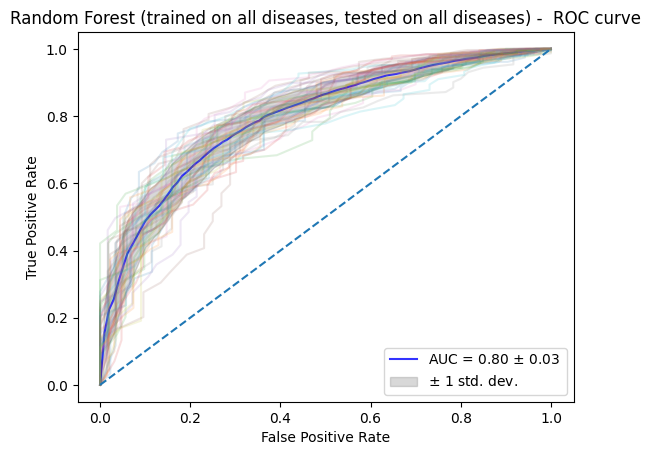 Random Forest (trained on all diseases, tested on all diseases) -  ROC curve
1.0
0.8
0.6
0.4
0.2
0.0
True Positive Rate
AUC = 0.80 ± 0.03
± 1 std. dev.
0.0 0.2 0.4 0.6 0.8 1.0
False Positive Rate